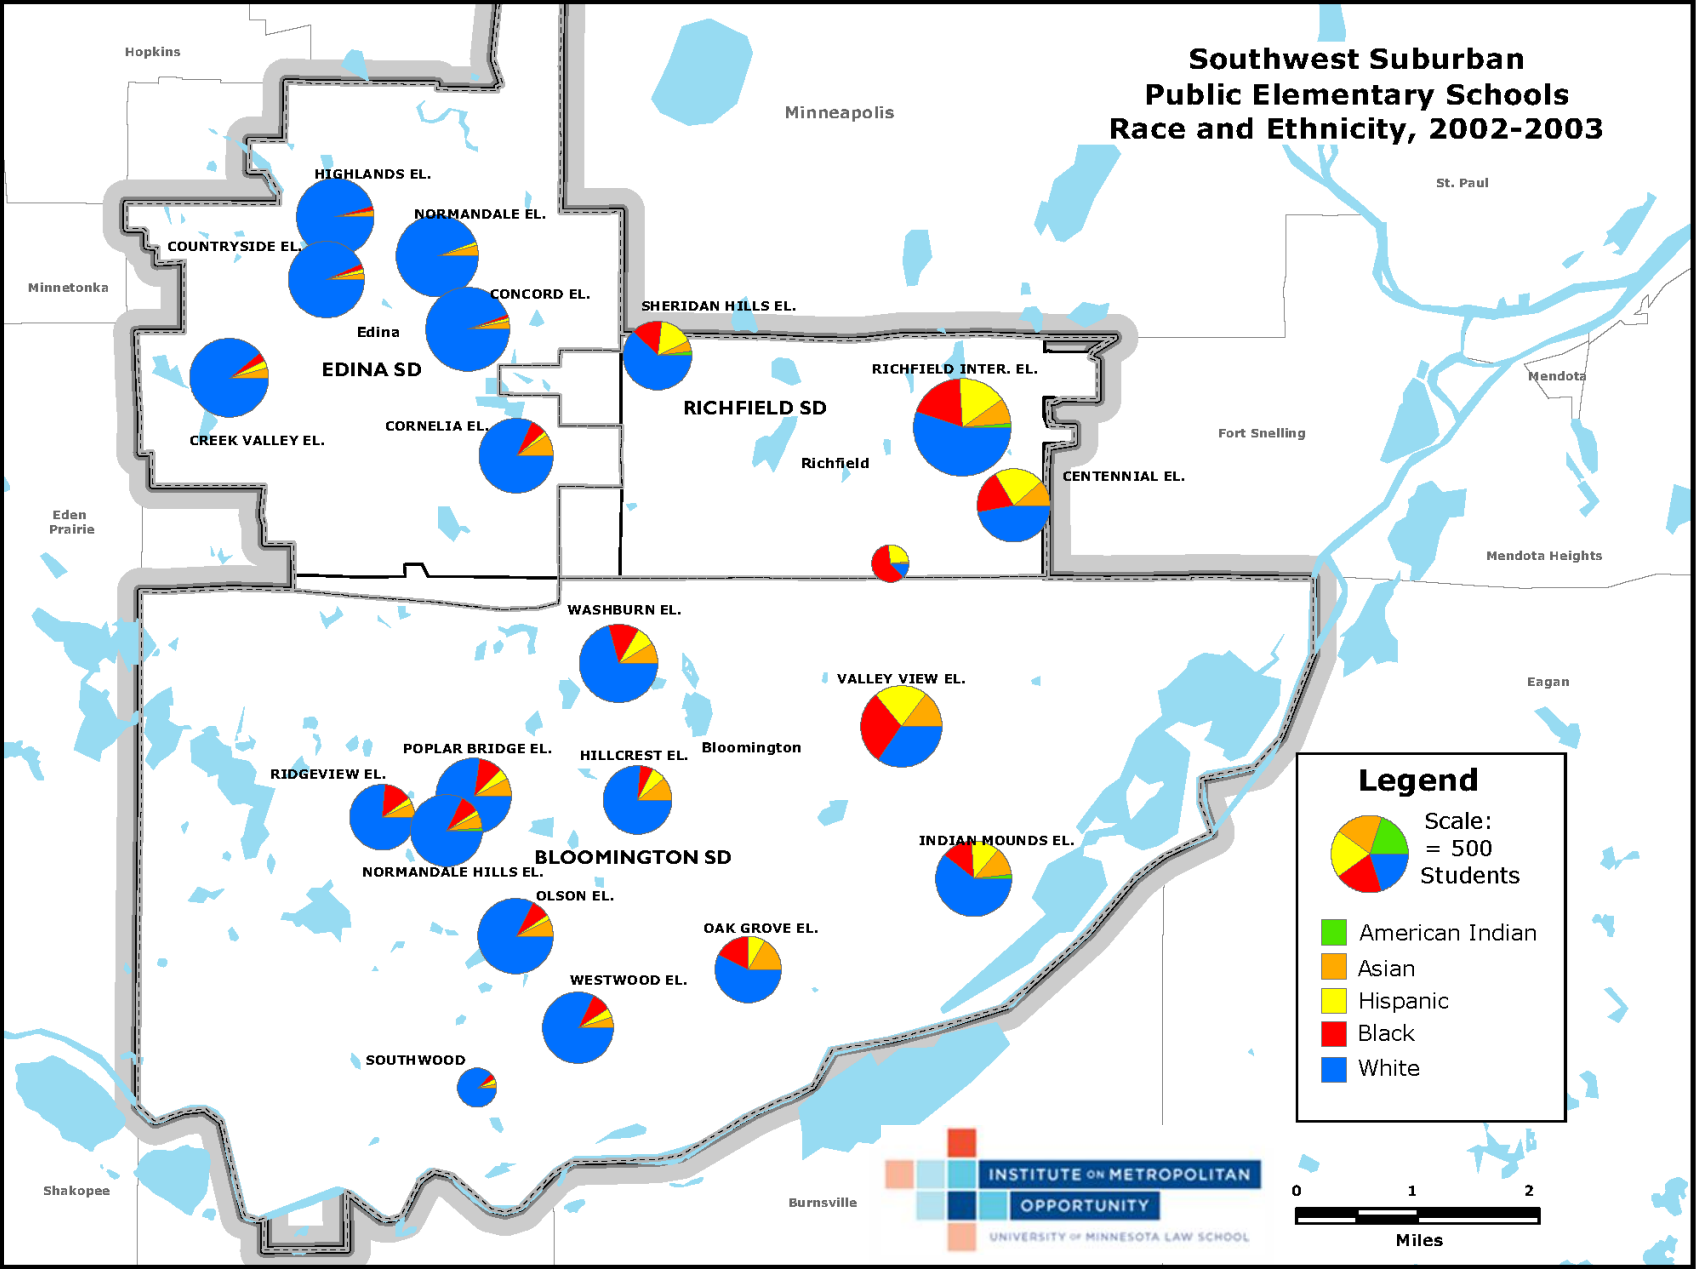 Southwest Suburban
Public Elementary Schools
Race and Ethnicity, 2002-2003
Hopkins
Minneapolis
St. Paul
HIGHLANDS EL.
NORMANDALE EL.
COUNTRYSIDE EL.
Minnetonka
CONCORD EL.
SHERIDAN HILLS EL.
Edina
EDINA SD
RICHFIELD INTER. EL.
Mendota
RICHFIELD SD
CORNELIA EL.
CREEK VALLEY EL.
Fort Snelling
Richfield
CENTENNIAL EL.
Eden
Prairie
Mendota Heights
WASHBURN EL.
VALLEY VIEW EL.
Eagan
POPLAR BRIDGE EL.
Bloomington
HILLCREST EL.
RIDGEVIEW EL.
INDIAN MOUNDS EL.
BLOOMINGTON SD
NORMANDALE HILLS EL.
OLSON EL.
OAK GROVE EL.
WESTWOOD EL.
SOUTHWOOD
Legend
Scale:
= 500
Students
American Indian
Asian
Hispanic
Black
White
Shakopee
Burnsville
INSTITUTE ON METROPOLITAN
OPPORTUNITY
UNIVERSITY OF MINNESOTA LAW SCHOOL
0 1 2
Miles